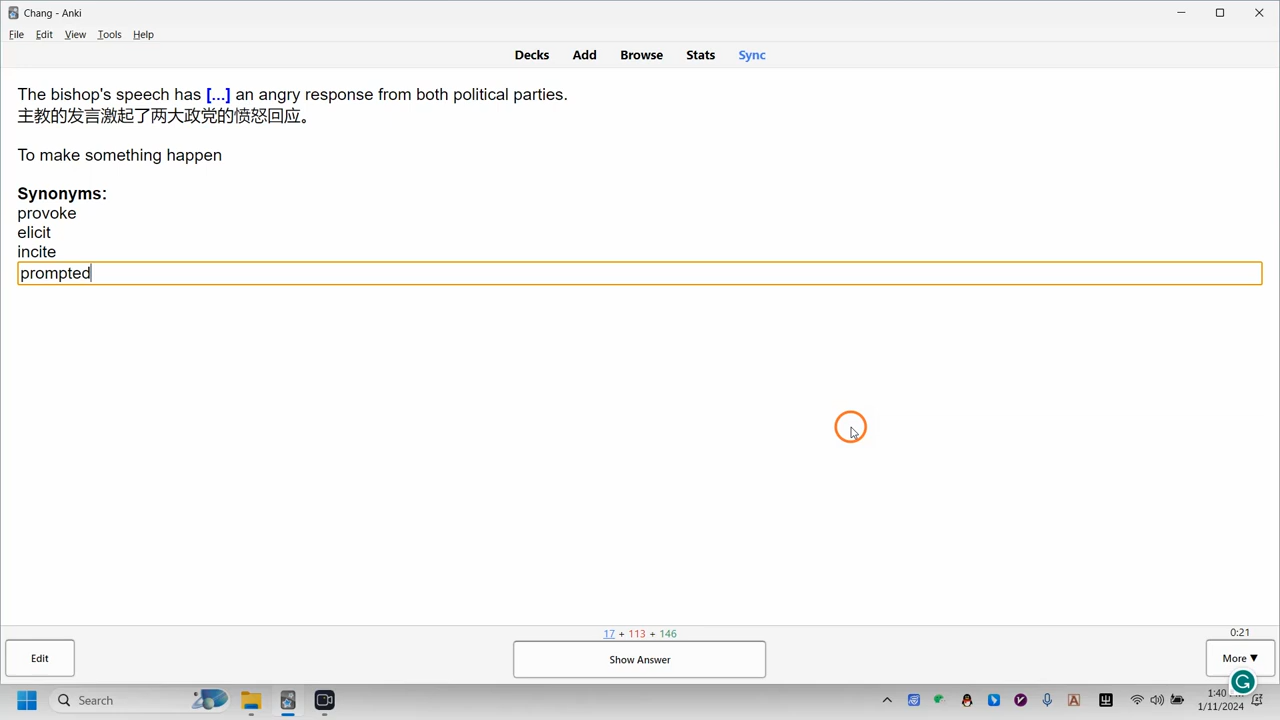 Chang - Anki
File Edit View Tools Help
Decks Add Browse Stats Sync
The bishop's speech has [...] an angry response from both political parties.
主教的发言激起了两大政党的愤怒回应。
To make something happen
Synonyms:
provoke
elicit
incite
prompted
17 + 113 + 146
0:21
Edit
Show Answer
More ▼
Search
1:40
1/11/2024